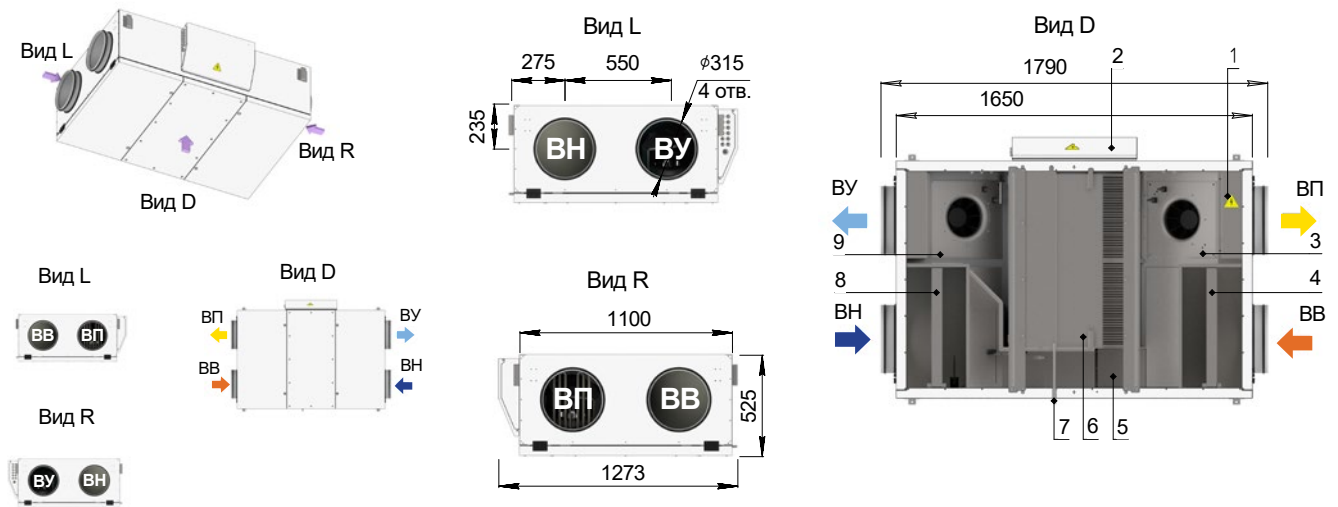 Вид L
Вид R
Вид D
Вид L
275
550
ϕ315
4 отв.
235
ВН
ВУ
Вид D
2
1
1790
1650
ВУ
ВП
9
3
8
4
ВН
ВВ
7
6
5
Вид L
ВВ
ВП
Вид D
ВП
ВУ
ВВ
ВН
Вид R
ВУ
ВН
Вид R
1100
ВП
ВВ
525
1273